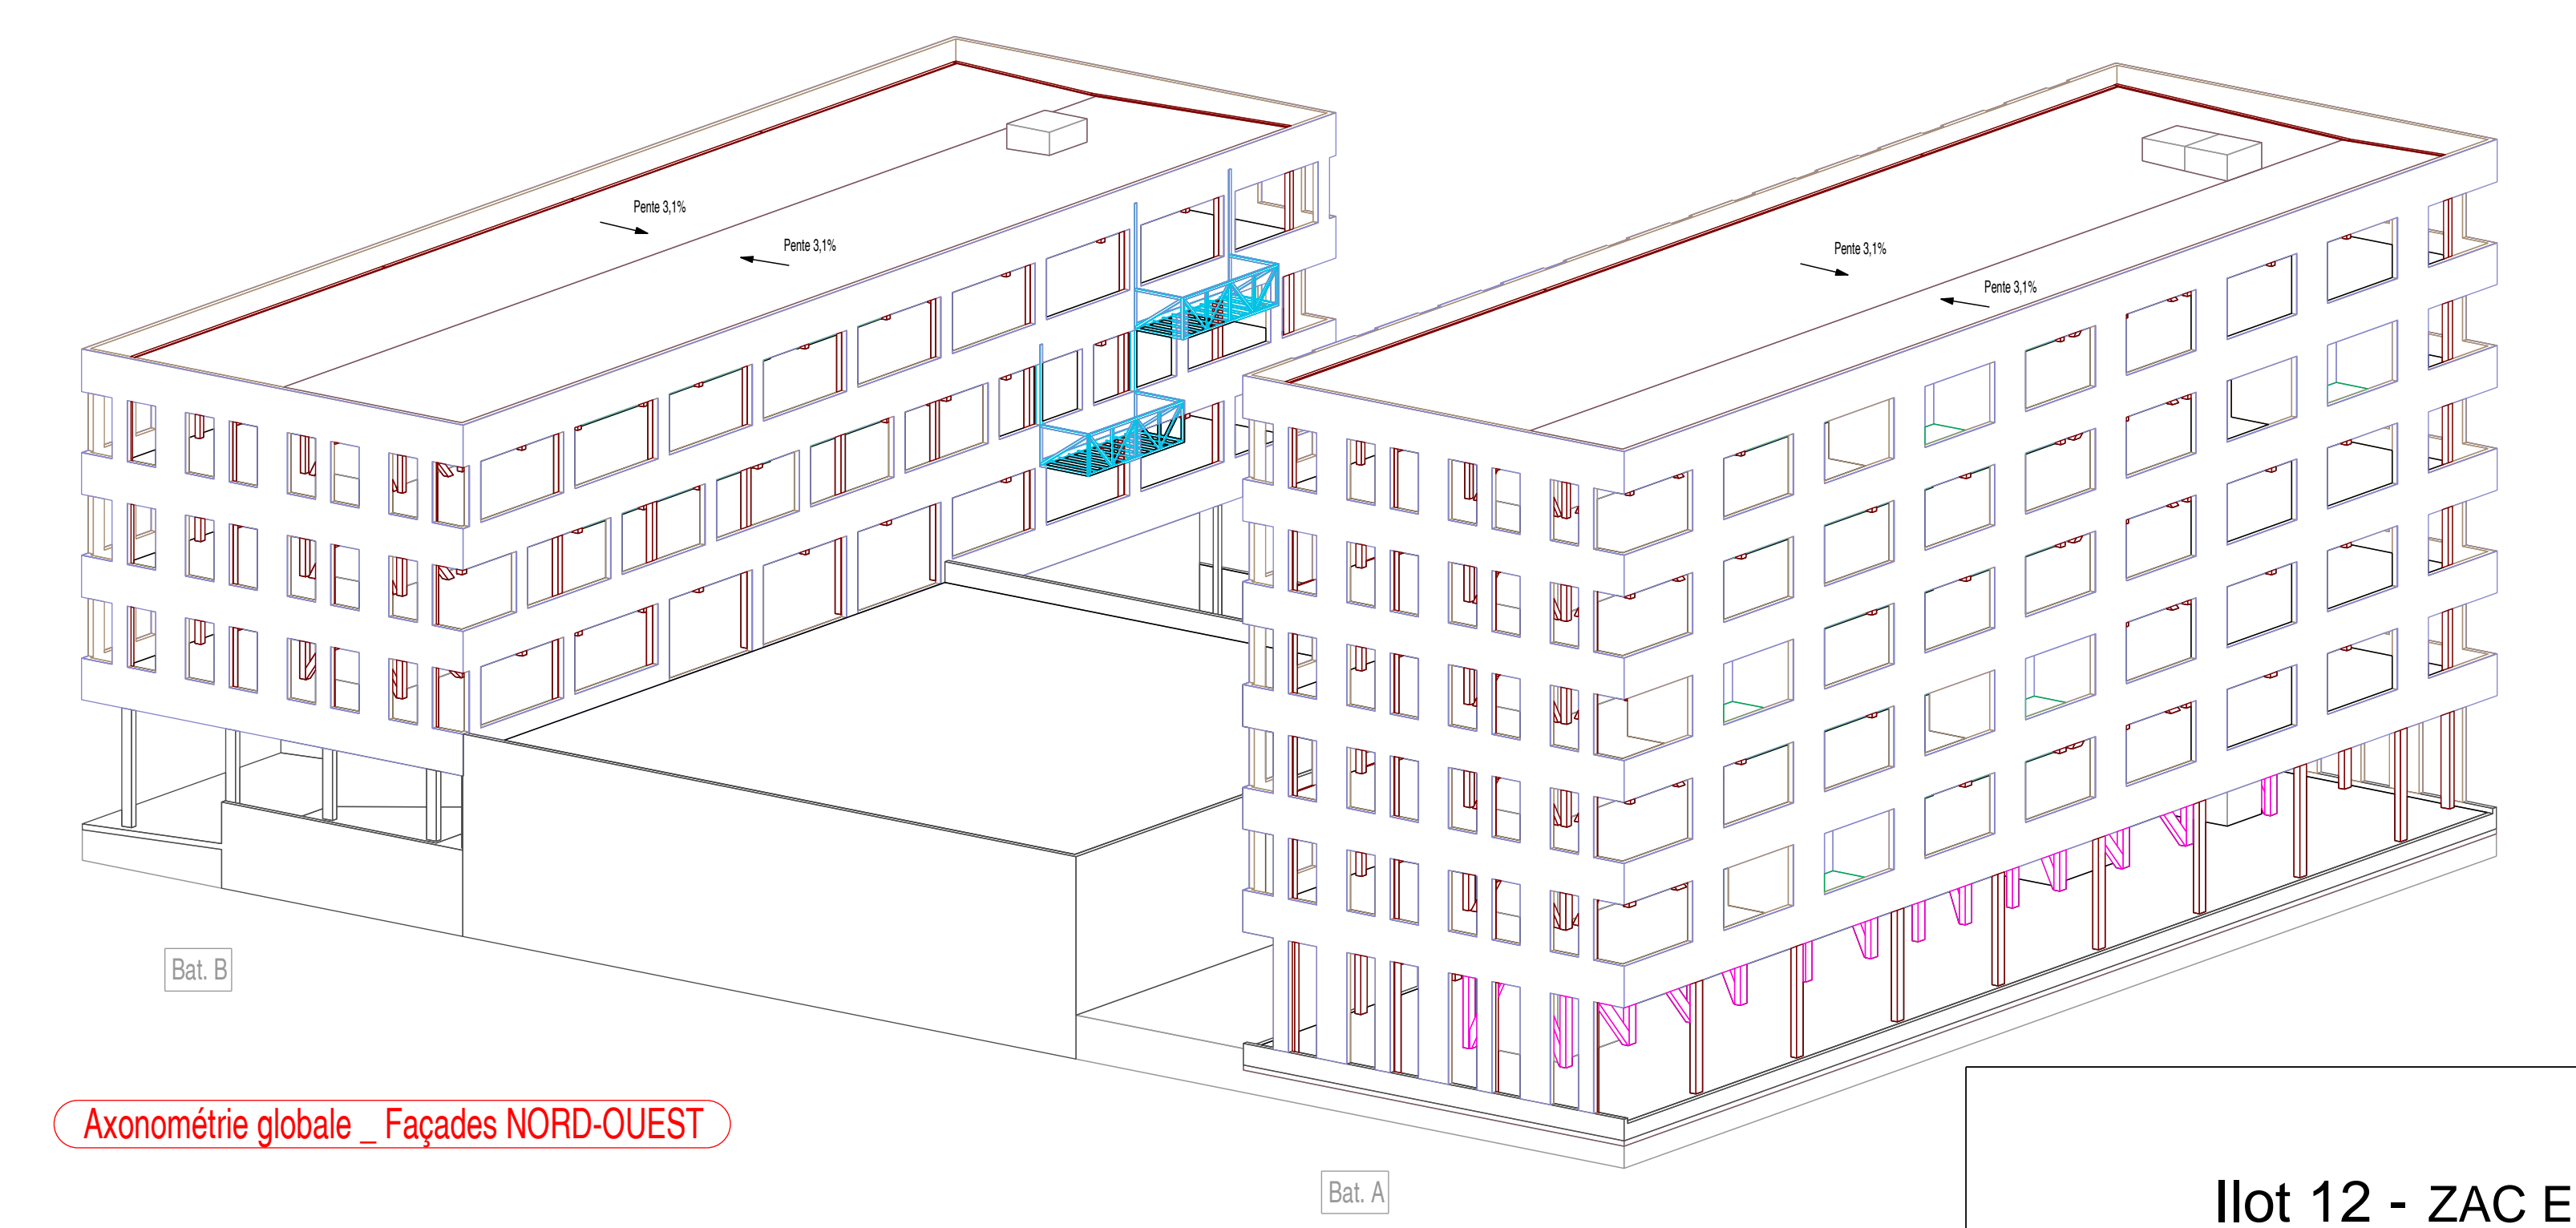 Pente 3,1%
Pente 3,1%
Pente 3,1%
Pente 3,1%
Bat. B
Axonométrie globale _ Façades NORD-OUEST
Bat. A
Ilot 12 - ZAC E